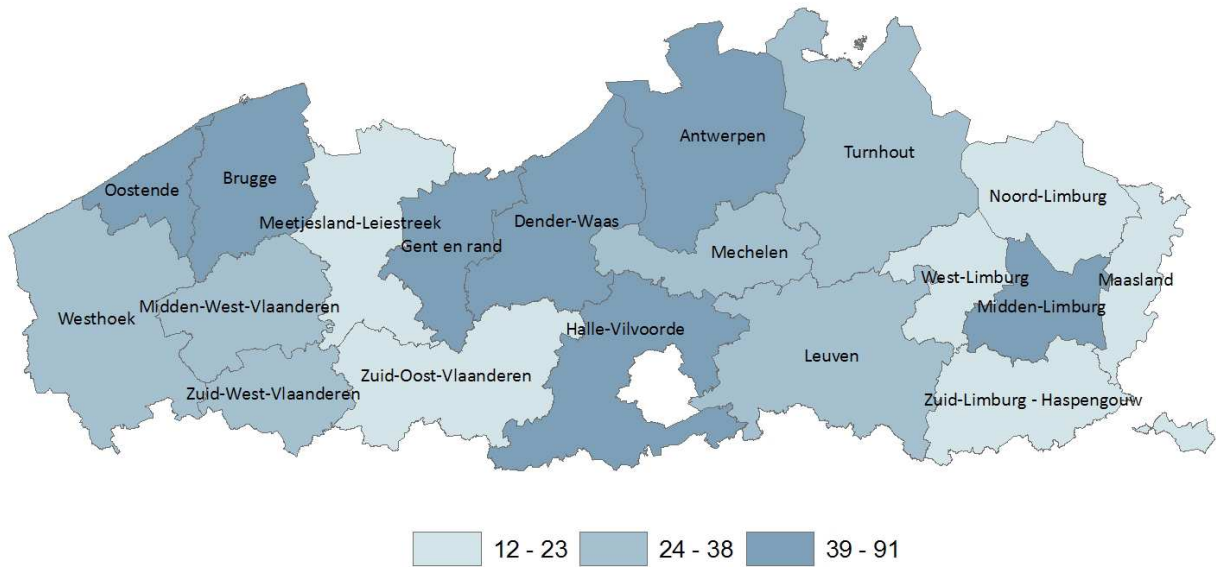 Antwerpen
Turnhout
Brugge
Oostende
Noord-Limburg
Meetjesland-Leiestreek
Dender-Waas
Gent en rand
Mechelen
West-Limburg
Maasland
Midden-West-Vlaanderen
Midden-Limburg
Westhoek
Halle-Vilvoorde
Leuven
Zuid-Oost-Vlaanderen
Zuid-West-Vlaanderen
Zuid-Limburg - Haspengouw
12 - 23
24 - 38
39 - 91